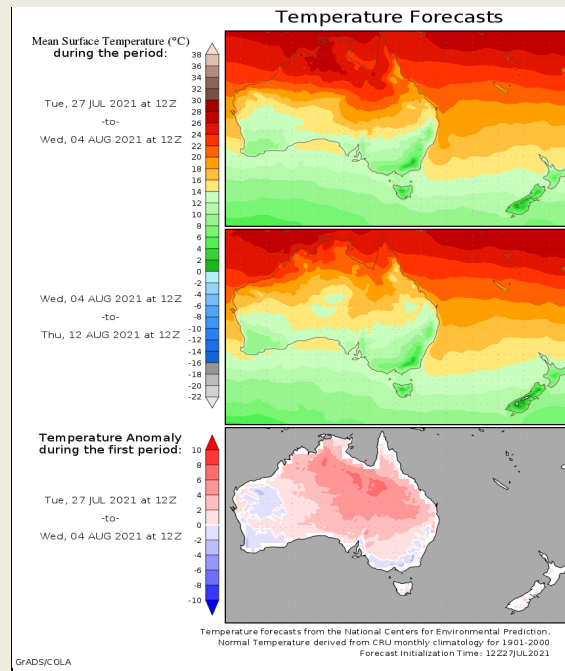 Temperature Forecasts
Mean Surface Temperature (°C)
during the period:
Tue, 27 JUL 2021 at 12Z
-to-
Wed, 04 AUG 2021 at 12Z
38
36
34
32
30
28
26
24
22
20
18
16
14
12
10
8
6
4
2
0
-2
-4
-6
-8
-10
-12
-14
-16
-18
-20
-22
Wed, 04 AUG 2021 at 12Z
-to-
Thu, 12 AUG 2021 at 12Z
Temperature Anomaly
during the first period:
Tue, 27 JUL 2021 at 12Z
-to-
Wed, 04 AUG 2021 at 12Z
10
8
6
4
2
0
-2
-4
-6
-8
-10
Temperature forecasts from the National Centers for Environmental Prediction.
Normal Temperature derived from CRU monthly climatology for 1901-2000
Forecast Initialization Time: 12Z27JUL2021
GrADS/COLA